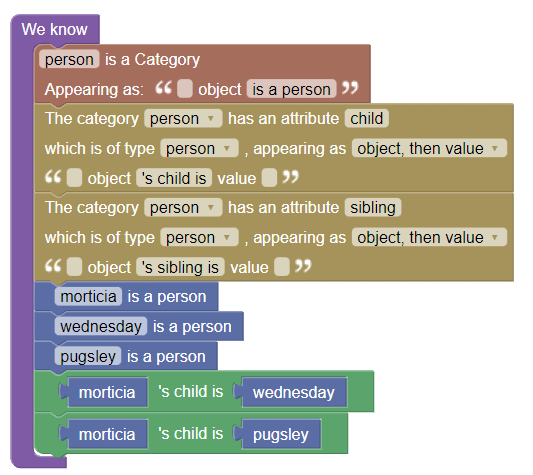 We know
person is a Category
Appearing as: “ object is a person ”
The category person ▾ has an attribute child
which is of type person ▾ , appearing as object, then value ▾
“ object 's child is value ”
The category person ▾ has an attribute sibling
which is of type person ▾ , appearing as object, then value ▾
“ object 's sibling is value ”
morticia is a person
wednesday is a person
pugsley is a person
morticia 's child is wednesday
morticia 's child is pugsley